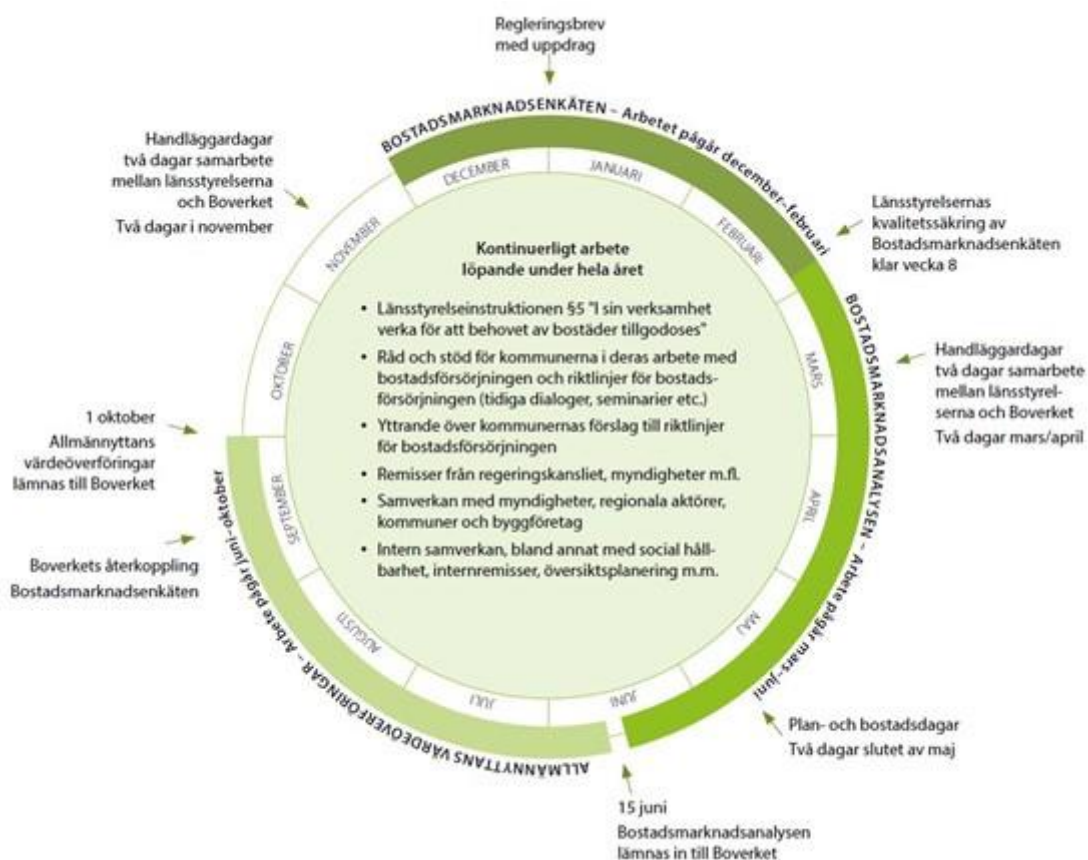 Regleringsbrev
med uppdrag
BOSTADSMARKNADSENKÄTEN – Arbetet pågår december–februari
Handläggardagar
två dagar samarbete
mellan länsstyrelserna
och Boverket
Två dagar i november
Länsstyrelsernas
kvalitetssäkring av
Bostadsmarknadsenkäten
klar vecka 8
DECEMBER
JANUARI
FEBRUARI
MARS
APRIL
MAJ
JUNI
JULI
AUGUSTI
SEPTEMBER
OKTOBER
NOVEMBER
Kontinuerligt arbete
löpande under hela året
• Länsstyrelseinstruktionen §5 "I sin verksamhet
verka för att behovet av bostäder tillgodoses"
• Råd och stöd för kommunerna i deras arbete med
bostadsförsörjningen och riktlinjer för bostads-
försörjningen (tidiga dialoger, seminarier etc.)
• Yttrande över kommunernas förslag till riktlinjer
för bostadsförsörjningen
• Remisser från regeringskansliet, myndigheter m.fl.
• Samverkan med myndigheter, regionala aktörer,
kommuner och byggföretag
• Intern samverkan, bland annat med social håll-
barhet, internremisser, översiktsplanering m.m.
BOSTADSMARKNADSANALYSEN – Arbete pågår mars–juni
Handläggardagar
två dagar samarbete
mellan länsstyrel-
serna och Boverket
Två dagar mars/april
1 oktober
Allmännyttans
värdeöverföringar
lämnas till Boverket
Boverkets återkoppling
Bostadsmarknadsenkäten
ALLMÄNNYTTANS VÄRDEÖVERFÖRINGAR – Arbete pågår juni–oktober
Plan- och bostadsdagar
Två dagar slutet av maj
15 juni
Bostadsmarknadsanalysen
lämnas in till Boverket